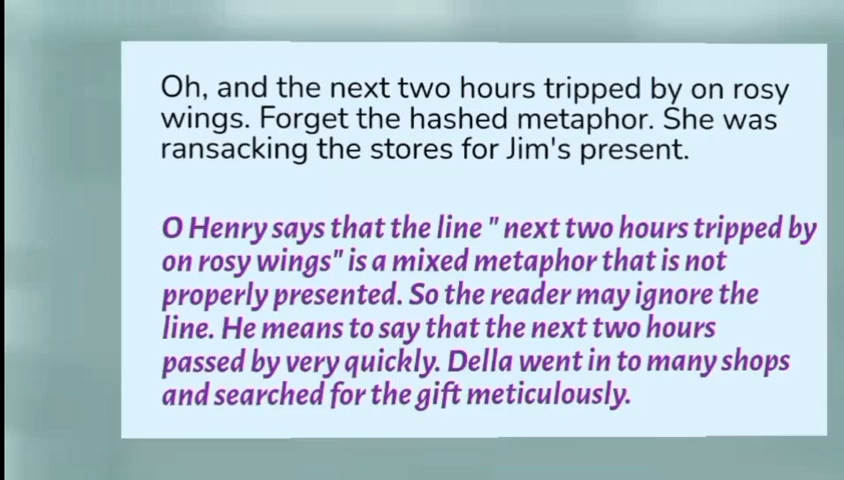 Oh, and the next two hours tripped by on rosy
wings. Forget the hashed metaphor. She was
ransacking the stores for Jim's present.
O Henry says that the line " next two hours tripped by
on rosy wings" is a mixed metaphor that is not
properly presented. So the reader may ignore the
line. He means to say that the next two hours
passed by very quickly. Della went in to many shops
and searched for the gift meticulously.